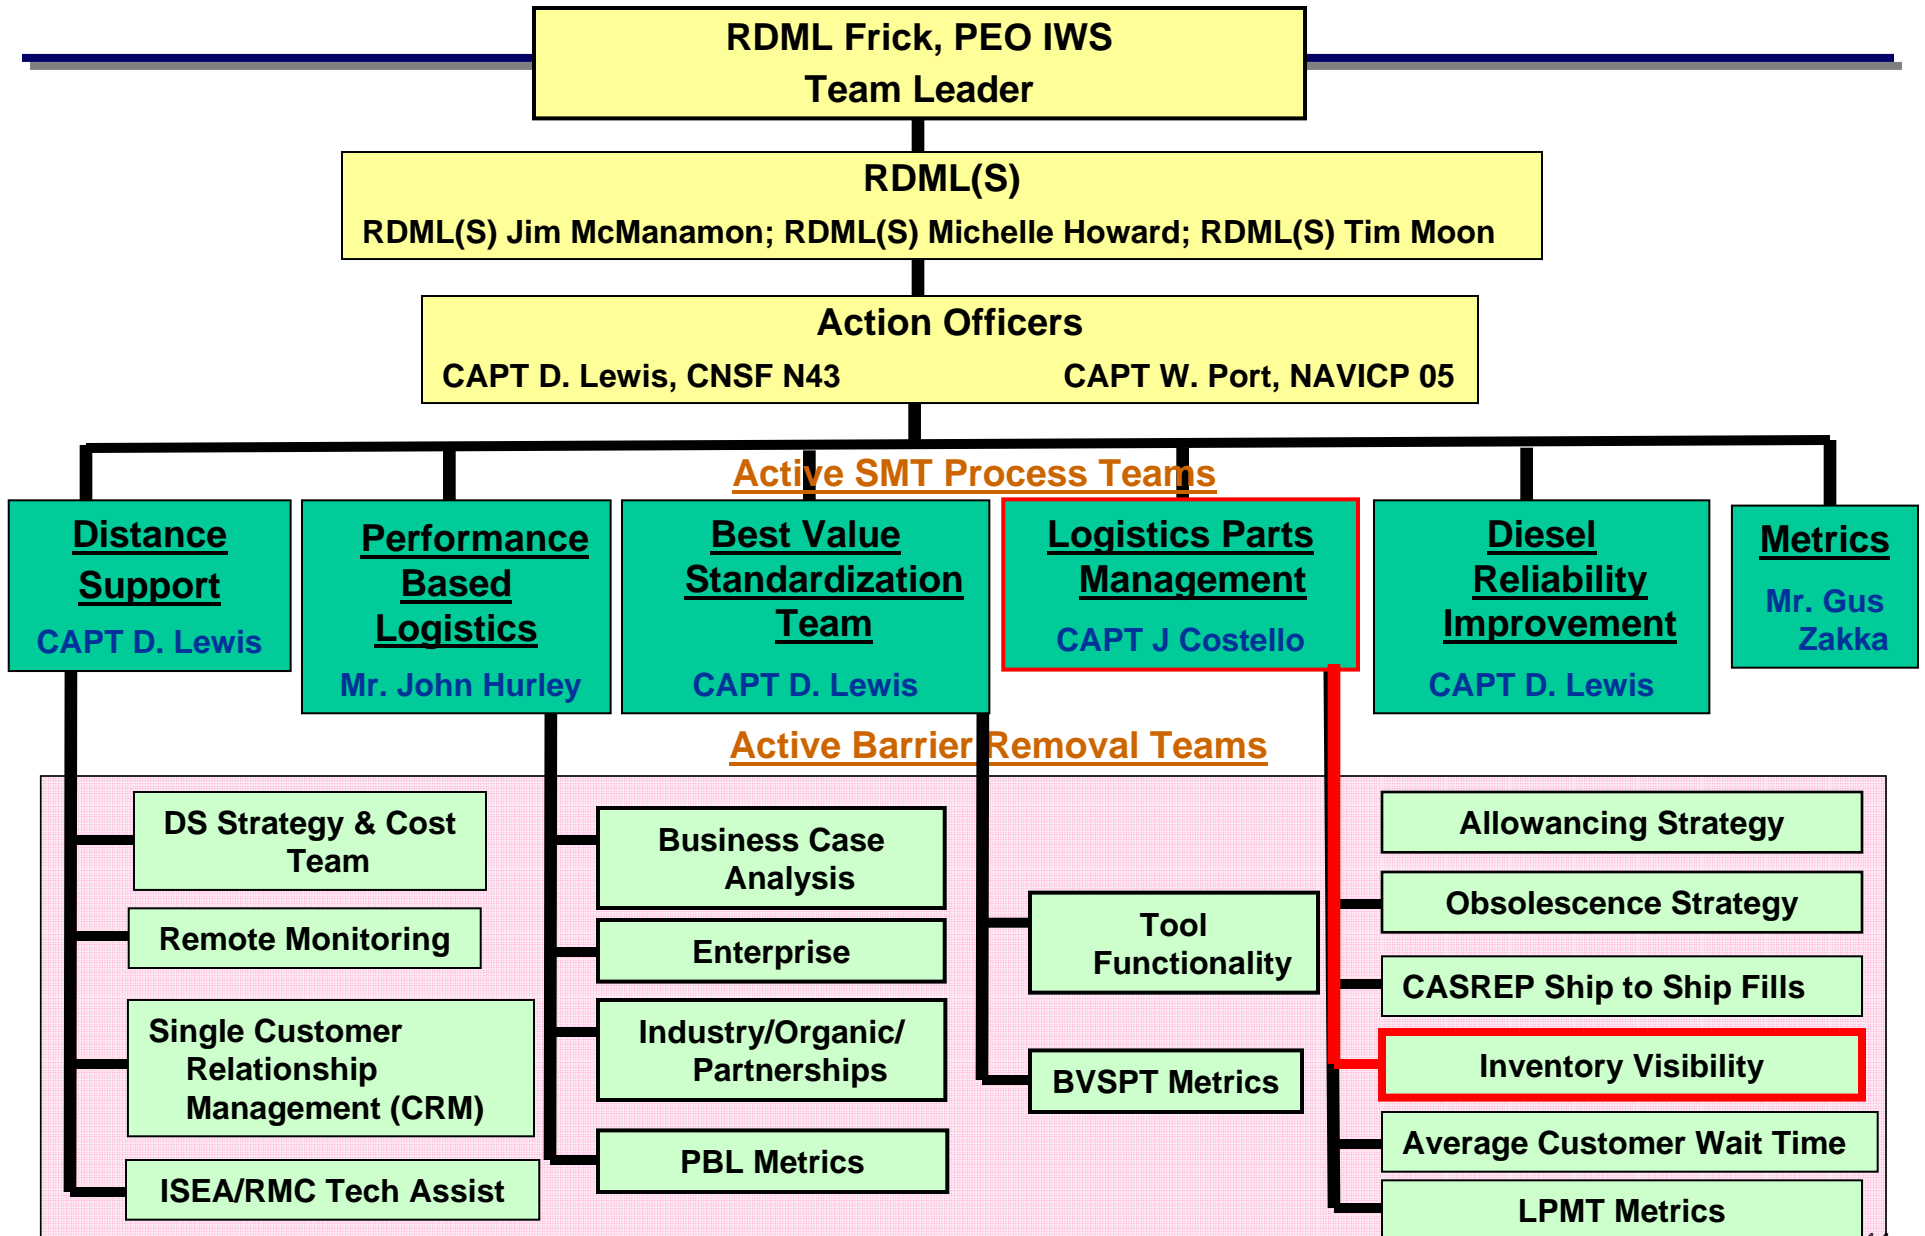 RDML Frick, PEO IWS
Team Leader
RDML(S)
RDML(S) Jim McManamon; RDML(S) Michelle Howard; RDML(S) Tim Moon
Action Officers
CAPT D. Lewis, CNSF N43 CAPT W. Port, NAVICP 05
Active SMT Process Teams
Distance
Support
CAPT D. Lewis
Performance
Based
Logistics
Mr. John Hurley
Best Value
Standardization
Team
CAPT D. Lewis
Logistics Parts
Management
CAPT J Costello
Diesel
Reliability
Improvement
CAPT D. Lewis
Metrics
Mr. Gus
Zakka
Active Barrier Removal Teams
DS Strategy & Cost
Team
Remote Monitoring
Single Customer
Relationship
Management (CRM)
ISEA/RMC Tech Assist
Business Case
Analysis
Enterprise
Industry/Organic/
Partnerships
PBL Metrics
Tool
Functionality
BVSPT Metrics
Allowancing Strategy
Obsolescence Strategy
CASREP Ship to Ship Fills
Inventory Visibility
Average Customer Wait Time
LPMT Metrics